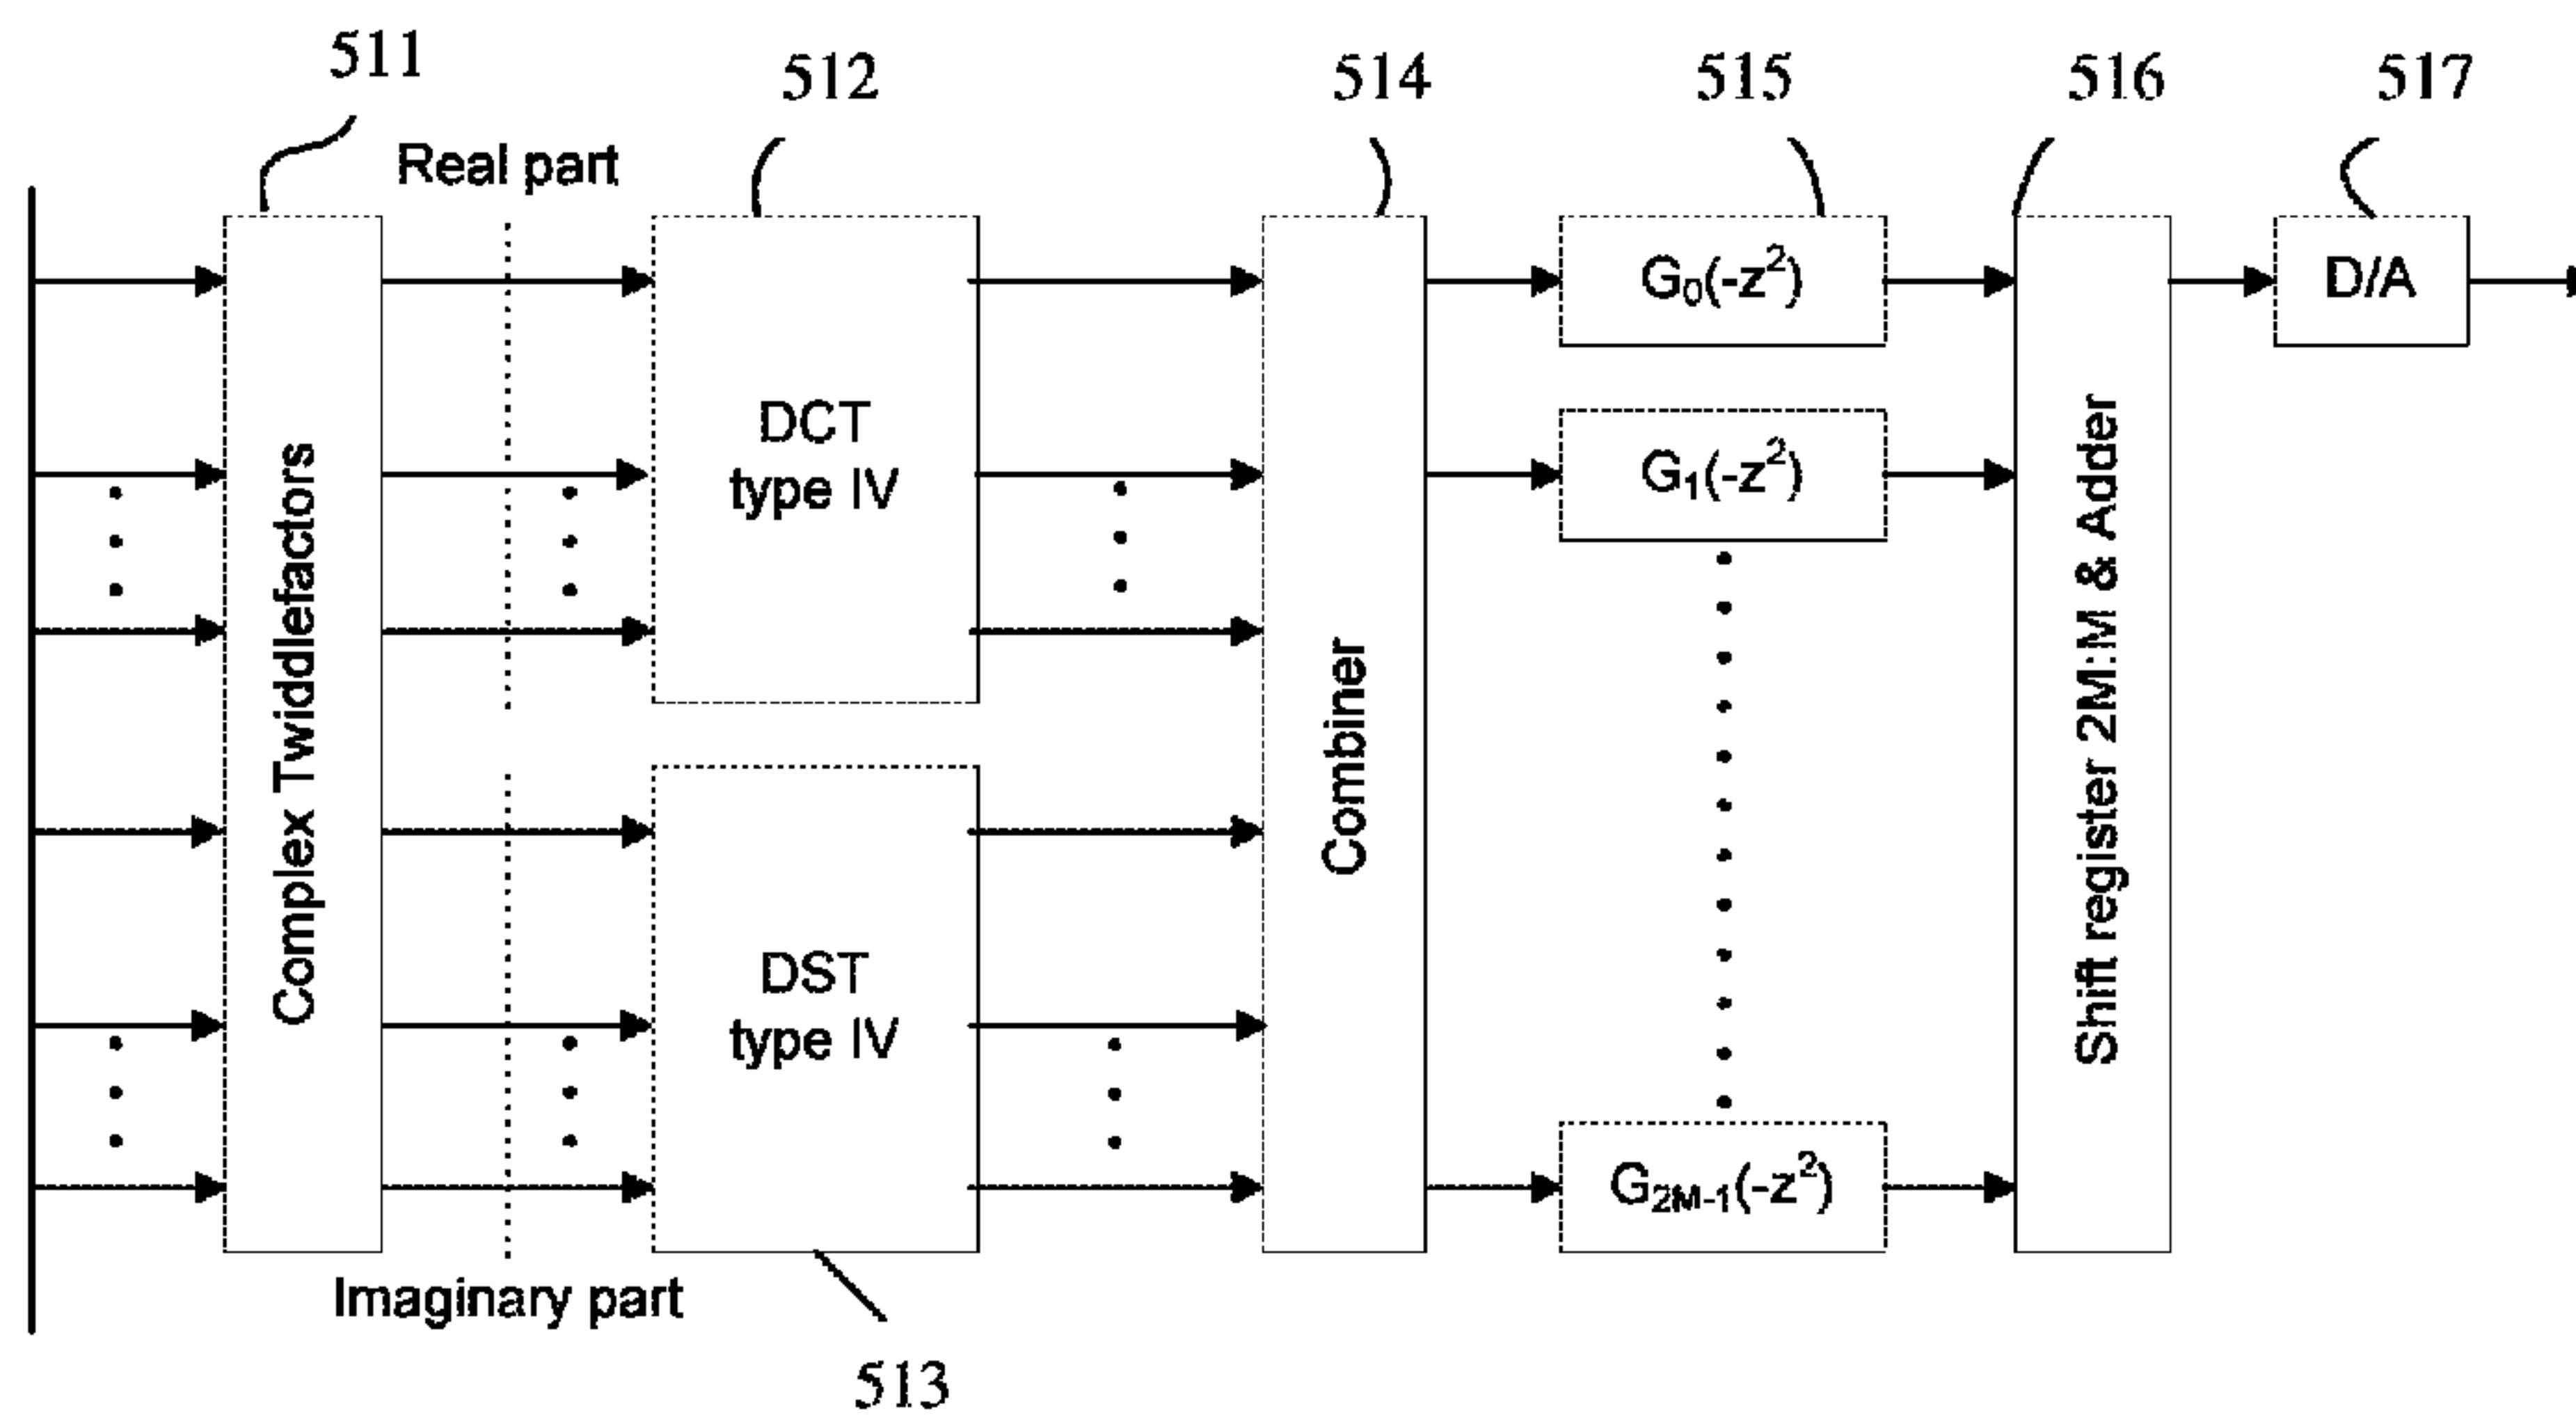 511
512
514
515
516
517
Real part
Complex Twiddlefactors
DCT
type IV
DST
type IV
Combiner
G₀(-z²)
G₁(-z²)
G₂ₘ₋₁(-z²)
Shift register 2M:M & Adder
D/A
Imaginary part
513